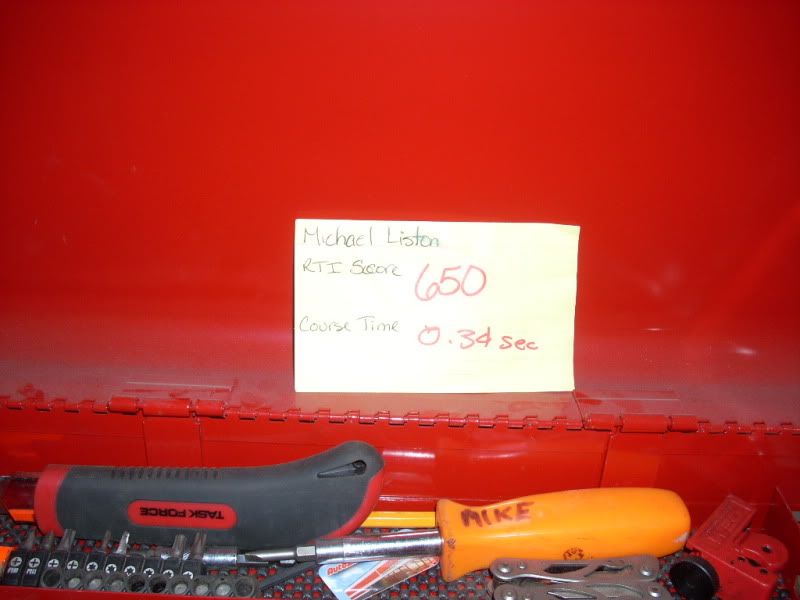 Michael Liston
RTI Score 650
Course Time 0.34 sec
TASK FORCE
MIKE